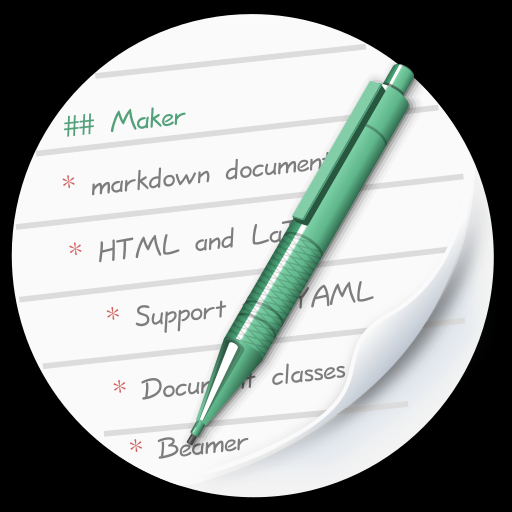 ## Maker
* markdown document
* HTML and La
* Support YAML
* Document classes
* Beamer